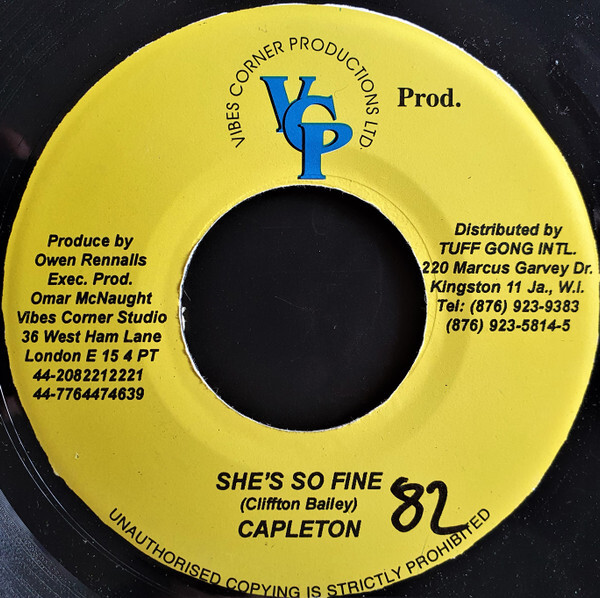 VIBES CORNER PRODUCTIONS LTD.
VCP
Prod.
Produce by
Owen Rennalls
Exec. Prod.
Omar McNaught
Vibes Corner Studio
36 West Ham Lane
London E 15 4 PT
44-2082212221
44-7764474639
Distributed by
TUFF GONG INTL.
220 Marcus Garvey Dr.
Kingston 11 Ja., W.I.
Tel: (876) 923-9383
(876) 923-5814-5
SHE'S SO FINE
(Cliffton Bailey)
CAPLETON
82
UNAUTHORISED COPYING IS STRICTLY PROHIBITED